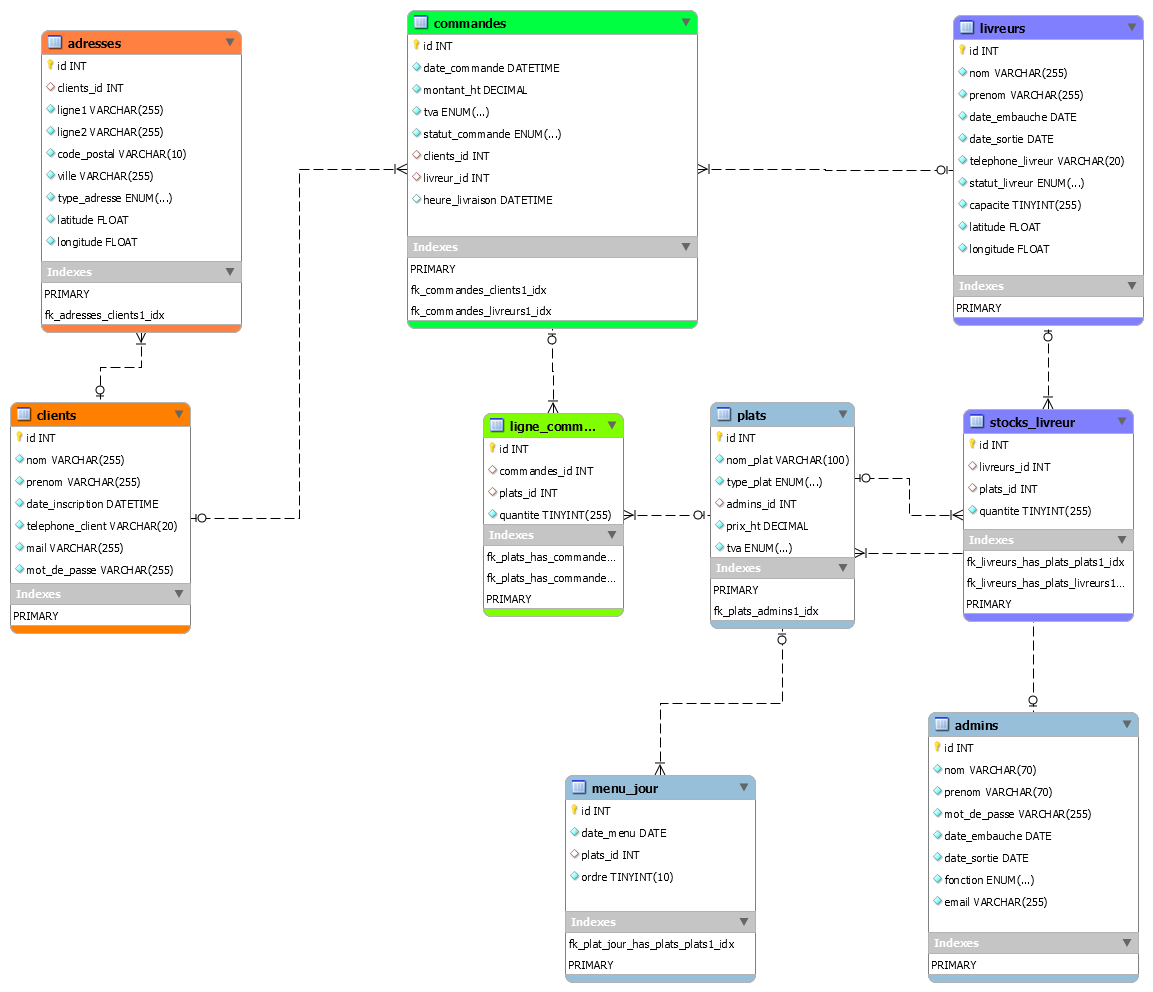 adresses
id INT
clients_id INT
ligne1 VARCHAR(255)
ligne2 VARCHAR(255)
code_postal VARCHAR(10)
ville VARCHAR(255)
type_adresse ENUM(...)
latitude FLOAT
longitude FLOAT
Indexes
PRIMARY
fk_adresses_clients1_idx
commandes
id INT
date_commande DATETIME
montant_ht DECIMAL
tva ENUM(...)
statut_commande ENUM(...)
clients_id INT
livreur_id INT
heure_livraison DATETIME
Indexes
PRIMARY
fk_commandes_clients1_idx
fk_commandes_livreurs1_idx
livreurs
id INT
nom VARCHAR(255)
prenom VARCHAR(255)
date_embauche DATE
date_sortie DATE
telephone_livreur VARCHAR(20)
statut_livreur ENUM(...)
capacite TINYINT(255)
latitude FLOAT
longitude FLOAT
Indexes
PRIMARY
clients
id INT
nom VARCHAR(255)
prenom VARCHAR(255)
date_inscription DATETIME
telephone_client VARCHAR(20)
mail VARCHAR(255)
mot_de_passe VARCHAR(255)
Indexes
PRIMARY
ligne_comm...
id INT
commandes_id INT
plats_id INT
quantite TINYINT(255)
Indexes
fk_plats_has_commande...
fk_plats_has_commande...
PRIMARY
plats
id INT
nom_plat VARCHAR(100)
type_plat ENUM(...)
admins_id INT
prix_ht DECIMAL
tva ENUM(...)
Indexes
PRIMARY
fk_plats_admins1_idx
stocks_livreur
id INT
livreurs_id INT
plats_id INT
quantite TINYINT(255)
Indexes
fk_livreurs_has_plats_plats1_idx
fk_livreurs_has_plats_livreurs1...
PRIMARY
menu_jour
id INT
date_menu DATE
plats_id INT
ordre TINYINT(10)
Indexes
fk_plat_jour_has_plats_plats1_idx
PRIMARY
admins
id INT
nom VARCHAR(70)
prenom VARCHAR(70)
mot_de_passe VARCHAR(255)
date_embauche DATE
date_sortie DATE
fonction ENUM(...)
email VARCHAR(255)
Indexes
PRIMARY